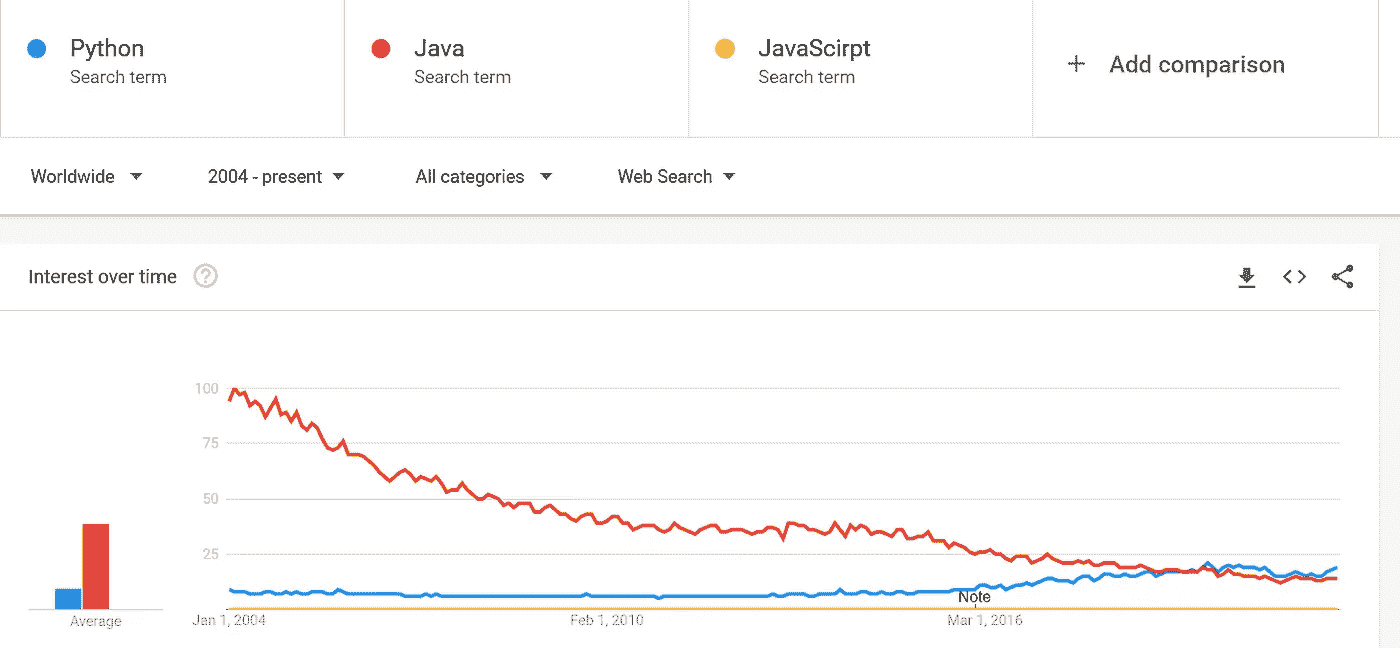 Python
Search term
Java
Search term
JavaScirpt
Search term
+ Add comparison
Worldwide
2004 - present
All categories
Web Search
Interest over time ?
100
75
50
25
Note
Average
Jan 1, 2004
Feb 1, 2010
Mar 1, 2016